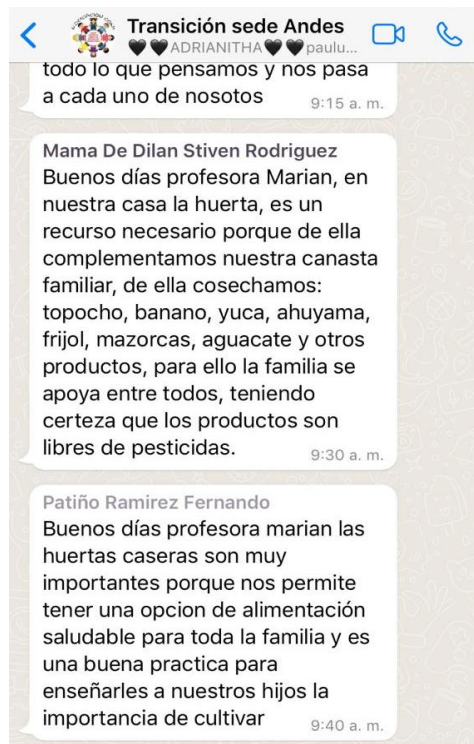 Transición sede Andes
🖤🖤ADRIANITHA🖤🖤paulu...
todo lo que pensamos y nos pasa
a cada uno de nosotos
9:15 a. m.
Mama De Dilan Stiven Rodriguez
Buenos días profesora Marian, en
nuestra casa la huerta, es un
recurso necesario porque de ella
complementamos nuestra canasta
familiar, de ella cosechamos:
topocho, banano, yuca, ahuyama,
frijol, mazorcas, aguacate y otros
productos, para ello la familia se
apoya entre todos, teniendo
certeza que los productos son
libres de pesticidas.
9:30 a. m.
Patiño Ramirez Fernando
Buenos días profesora marian las
huertas caseras son muy
importantes porque nos permite
tener una opcion de alimentación
saludable para toda la familia y es
una buena practica para
enseñarles a nuestros hijos la
importancia de cultivar
9:40 a. m.